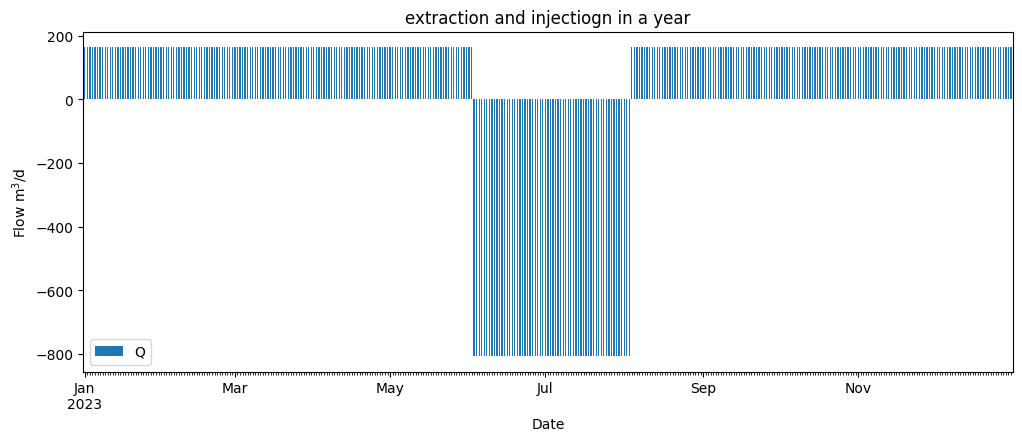 extraction and injectiogn in a year
200
0
−200
−400
−600
−800
Flow m³/d
Q
Jan
2023
Mar
May
Jul
Sep
Nov
Date